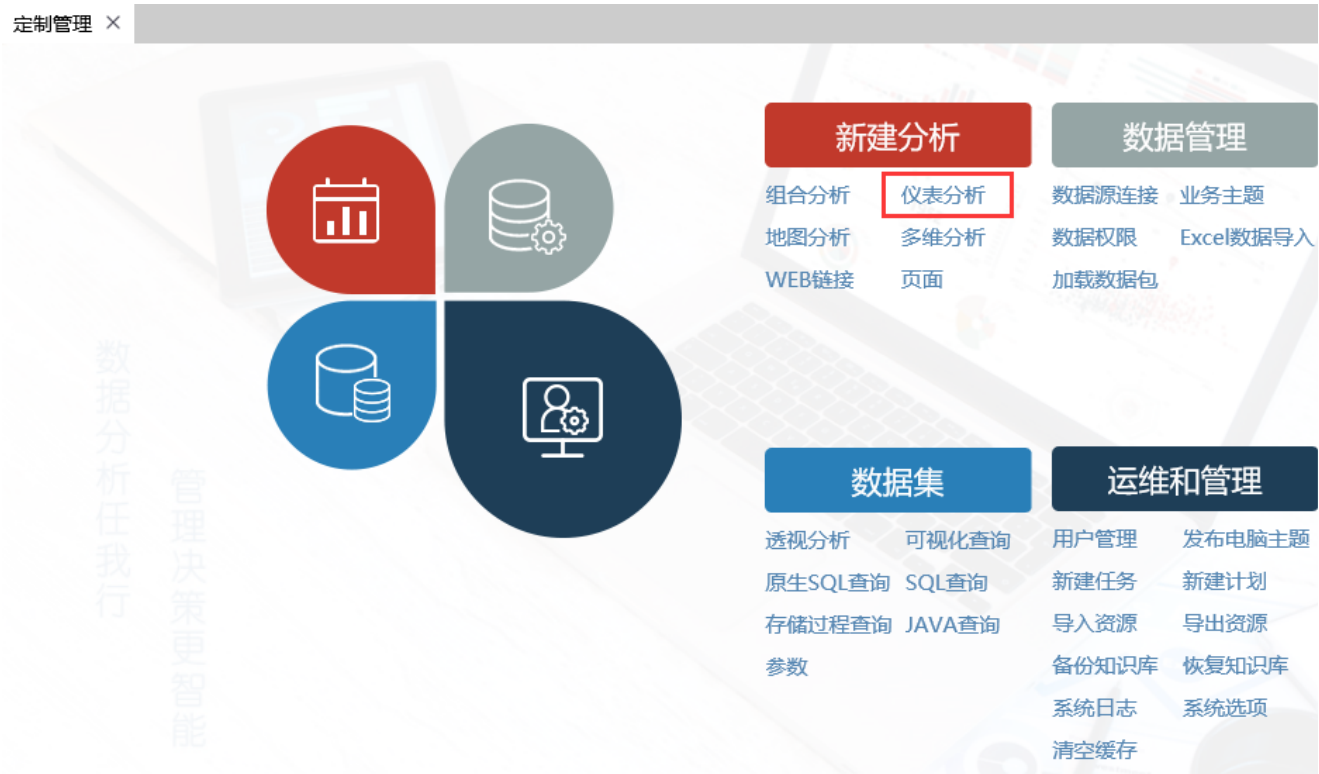 定制管理 ×
新建分析
组合分析 仪表分析
地图分析 多维分析
WEB链接 页面
数据管理
数据源连接 业务主题
数据权限 Excel数据导入
加载数据包
数据分析任我行
管理决策更智能
数据集
透视分析 可视化查询
原生SQL查询 SQL查询
存储过程查询 JAVA查询
参数
运维和管理
用户管理 发布电脑主题
新建任务 新建计划
导入资源 导出资源
备份知识库 恢复知识库
系统日志 系统选项
清空缓存